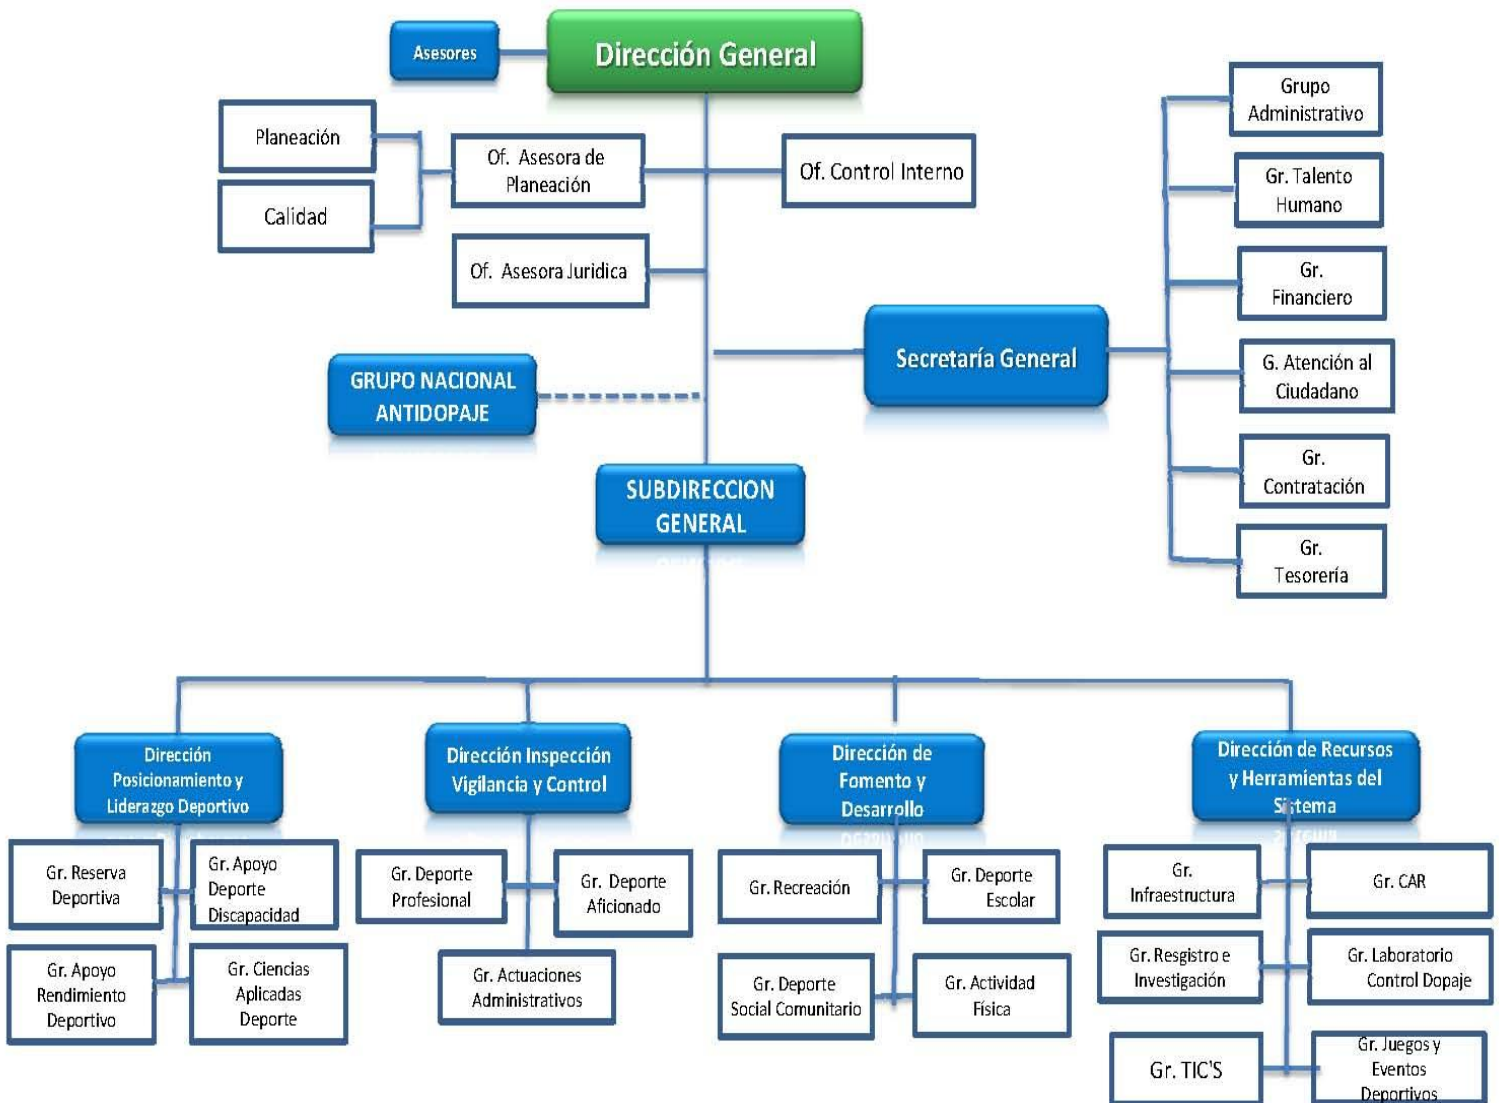 Asesores
Dirección General
Planeación
Calidad
Of. Asesora de
Planeación
Of. Control Interno
Of. Asesora Juridica
Grupo
Administrativo
Gr. Talento
Humano
Gr.
Financiero
G. Atención al
Ciudadano
Gr.
Contratación
Gr.
Tesorería
Secretaría General
GRUPO NACIONAL
ANTIDOPAJE
SUBDIRECCION
GENERAL
Dirección
Posicionamiento y
Liderazgo Deportivo
Gr. Reserva
Deportiva
Gr. Apoyo
Deporte
Discapacidad
Gr. Apoyo
Rendimiento
Deportivo
Gr. Ciencias
Aplicadas
Deporte
Dirección Inspección
Vigilancia y Control
Gr. Deporte
Profesional
Gr. Deporte
Aficionado
Gr. Actuaciones
Administrativos
Dirección de
Fomento y
Desarrollo
Gr. Recreación
Gr. Deporte
Escolar
Gr. Deporte
Social Comunitario
Gr. Actividad
Física
Dirección de Recursos
y Herramientas del
Sistema
Gr.
Infraestructura
Gr. CAR
Gr. Resgistro e
Investigación
Gr. Laboratorio
Control Dopaje
Gr. TIC'S
Gr. Juegos y
Eventos
Deportivos